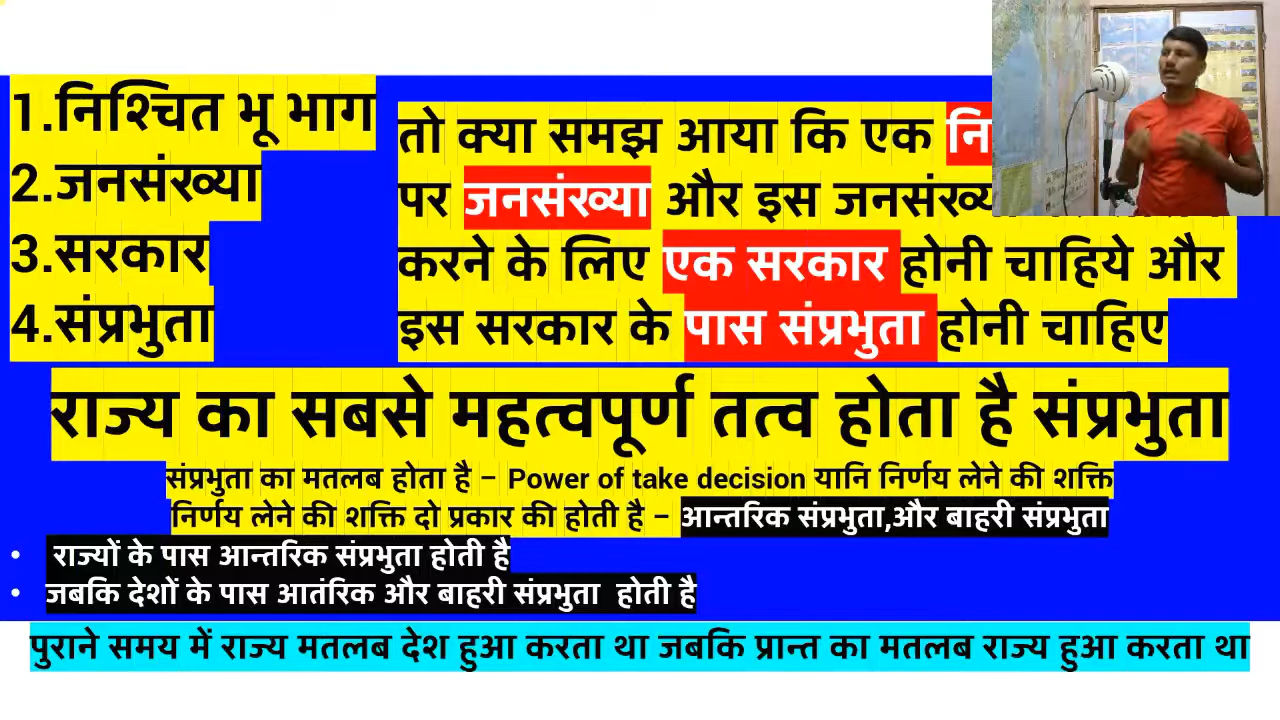 1.निश्चित भू भाग
2.जनसंख्या
3.सरकार
4.संप्रभुता
तो क्या समझ आया कि एक
पर जनसंख्या और इस
करने के लिए एक सरकार होनी चाहिये और
इस सरकार के पास संप्रभुता होनी चाहिए
राज्य का सबसे महत्वपूर्ण तत्व होता है संप्रभुता
संप्रभुता का मतलब होता है – Power of take decision यानि निर्णय लेने की शक्ति
निर्णय लेने की शक्ति दो प्रकार की होती है – आन्तरिक संप्रभुता,और बाहरी संप्रभुता
• राज्यों के पास आन्तरिक संप्रभुता होती है
• जबकि देशों के पास आतंरिक और बाहरी संप्रभुता होती है
पुराने समय में राज्य मतलब देश हुआ करता था जबकि प्रान्त का मतलब राज्य हुआ करता था